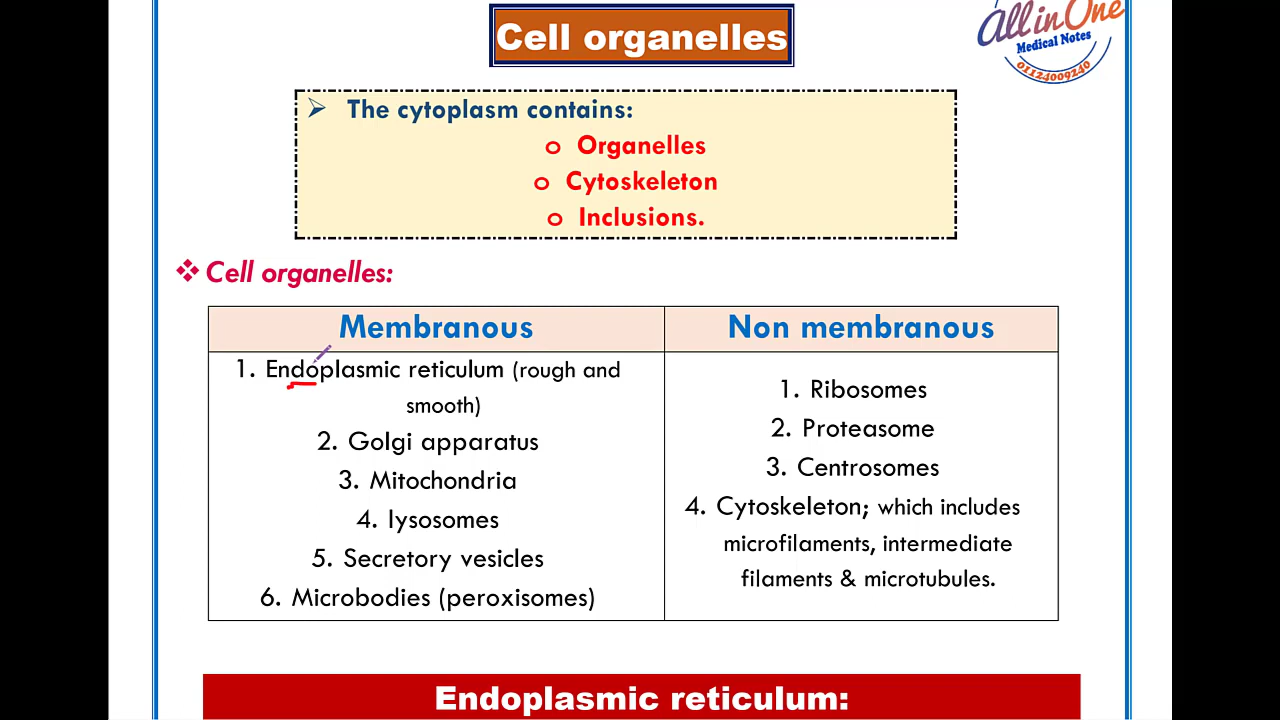 Cell organelles
All in One
Medical Notes
01124009240
➢ The cytoplasm contains:
o Organelles
o Cytoskeleton
o Inclusions.
❖ Cell organelles:
Membranous
1. Endoplasmic reticulum (rough and
smooth)
2. Golgi apparatus
3. Mitochondria
4. lysosomes
5. Secretory vesicles
6. Microbodies (peroxisomes)
Non membranous
1. Ribosomes
2. Proteasome
3. Centrosomes
4. Cytoskeleton; which includes
microfilaments, intermediate
filaments & microtubules.
Endoplasmic reticulum: